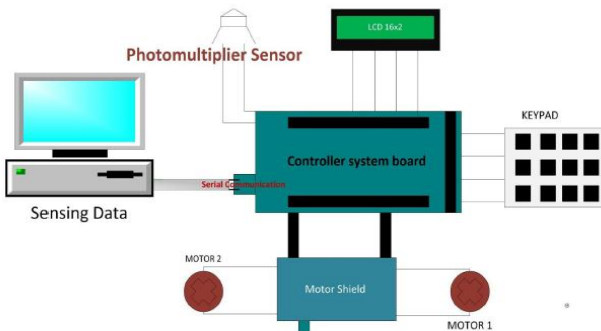 LCD 16x2
Photomultiplier Sensor
KEYPAD
Controller system board
Serial Communication
Sensing Data
MOTOR 2
Motor Shield
MOTOR 1